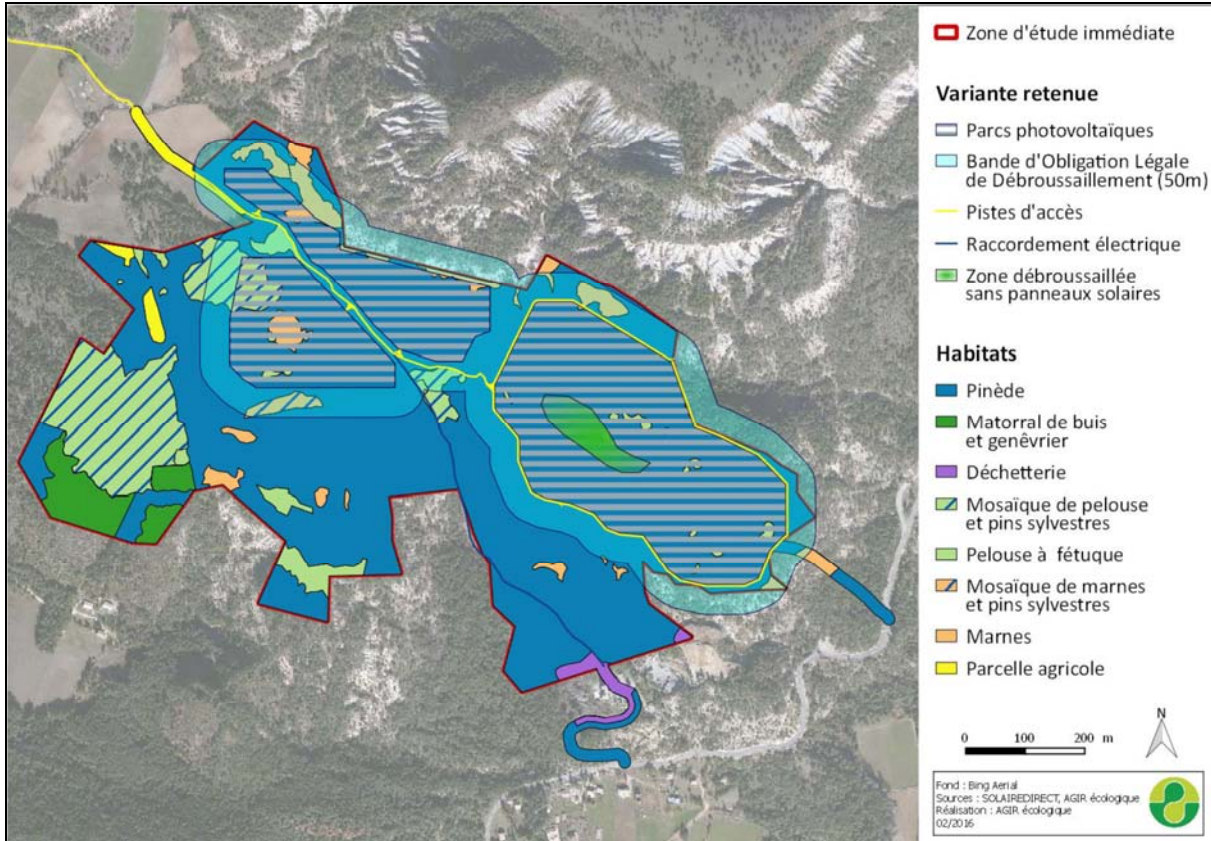 Zone d'étude immédiate
Variante retenue
Parcs photovoltaïques
Bande d'Obligation Légale
de Débroussaillement (50m)
Pistes d'accès
Raccordement électrique
Zone débroussaillée
sans panneaux solaires
Habitats
Pinède
Matorral de buis
et genêvrier
Déchetterie
Mosaïque de pelouse
et pins sylvestres
Pelouse à fétuque
Mosaïque de marnes
et pins sylvestres
Marnes
Parcelle agricole
N
0 100 200 m
Fond : Bing Aerial
Sources : SOLAIREDIRECT, AGIR écologique
Réalisation : AGIR écologique
02/2016